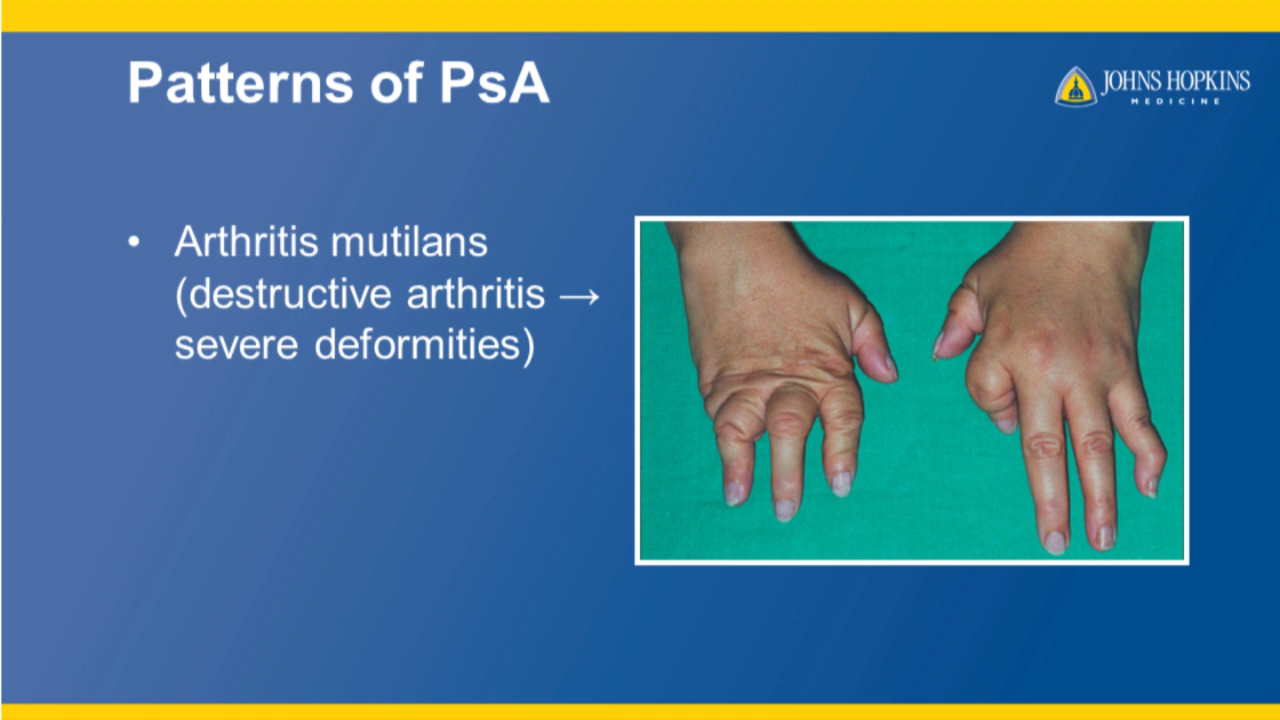 Patterns of PsA
JOHNS HOPKINS
MEDICINE
• Arthritis mutilans
(destructive arthritis →
severe deformities)